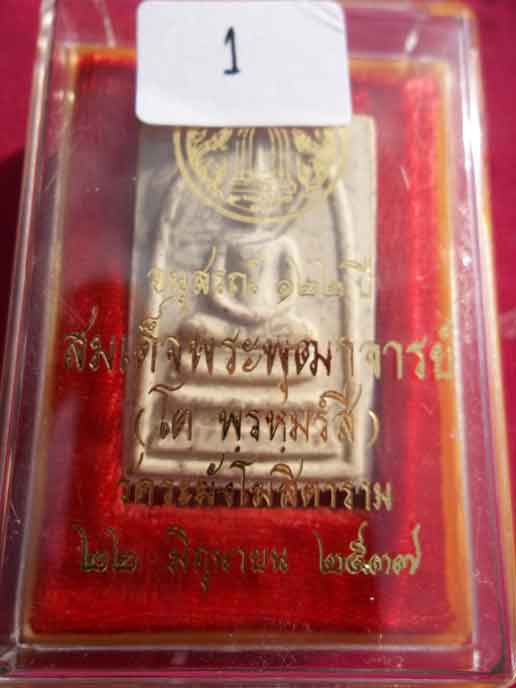 1
อนุสรณ์ ๑๒๒ ปี
สมเด็จพระพุฒาจารย์
(โต พฺรหฺมรํสี)
วัดระฆังโฆสิตาราม
๒๒ มิถุนายน ๒๕๓๗